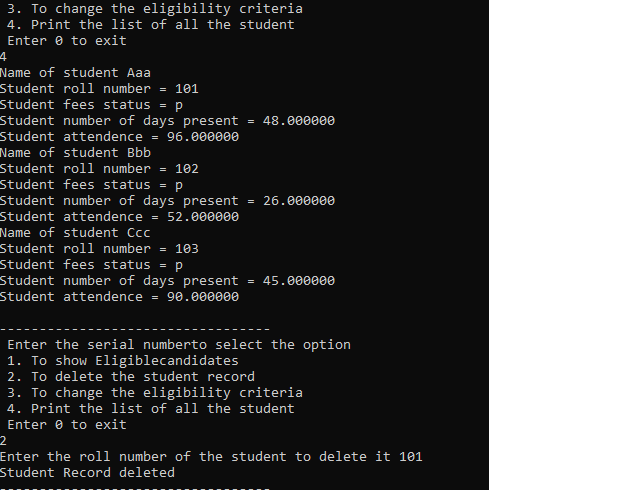 3. To change the eligibility criteria
4. Print the list of all the student
Enter 0 to exit
4
Name of student Aaa
Student roll number = 101
Student fees status = p
Student number of days present = 48.000000
Student attendence = 96.000000
Name of student Bbb
Student roll number = 102
Student fees status = p
Student number of days present = 26.000000
Student attendence = 52.000000
Name of student Ccc
Student roll number = 103
Student fees status = p
Student number of days present = 45.000000
Student attendence = 90.000000
----------------------------------
Enter the serial numberto select the option
1. To show Eligiblecandidates
2. To delete the student record
3. To change the eligibility criteria
4. Print the list of all the student
Enter 0 to exit
2
Enter the roll number of the student to delete it 101
Student Record deleted
----------------------------------